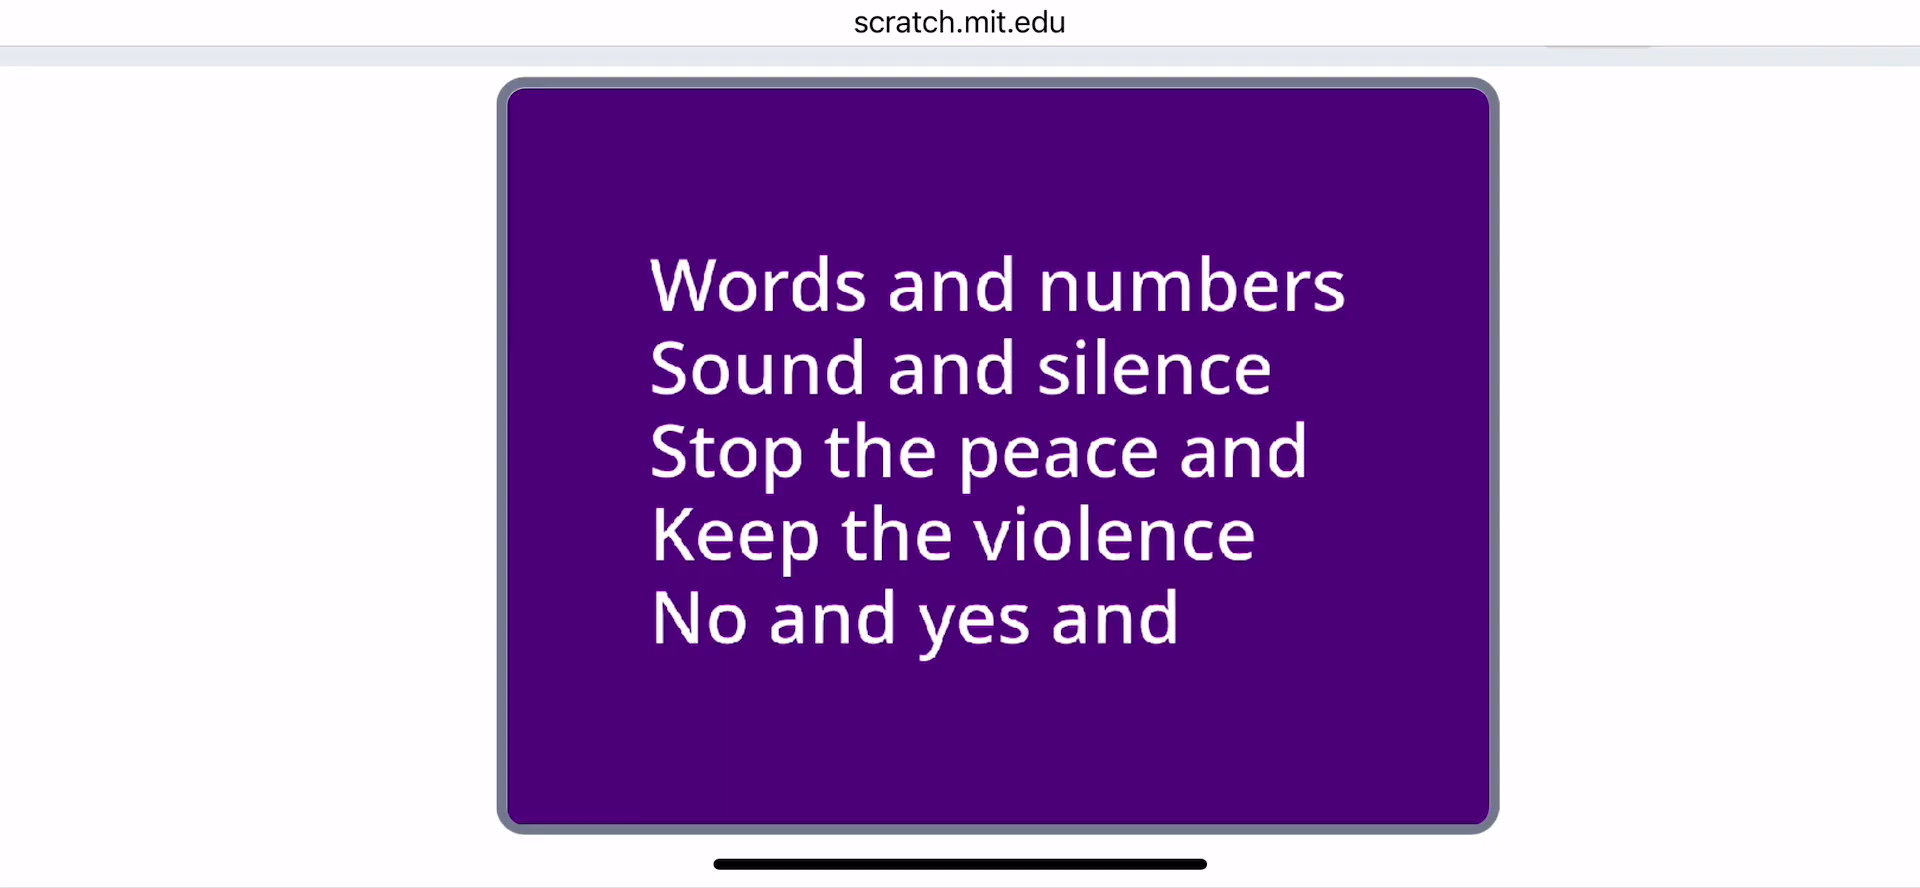 scratch.mit.edu
Words and numbers
Sound and silence
Stop the peace and
Keep the violence
No and yes and